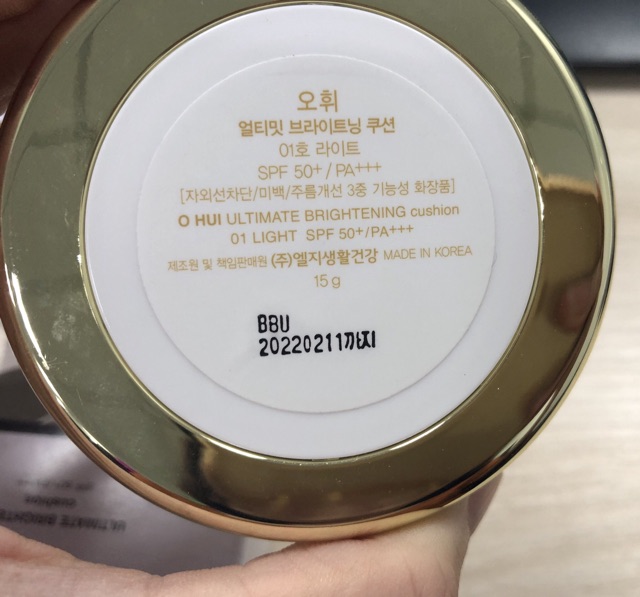 오휘
얼티밋 브라이트닝 쿠션
01호 라이트
SPF 50+ / PA+++
[자외선차단/미백/주름개선 3중 기능성 화장품]
O HUI ULTIMATE BRIGHTENING cushion
01 LIGHT SPF 50+/PA+++
제조원 및 책임판매원 (주)엘지생활건강 MADE IN KOREA
15 g
BBU
20220211까지
ULTIMATE BRIGHTE
cushion